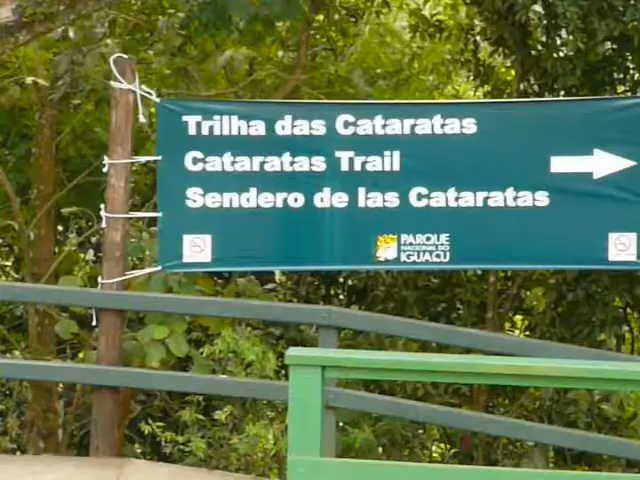 Trilha das Cataratas
Cataratas Trail
Sendero de las Cataratas
PARQUE
NACIONAL DO
IGUAÇU